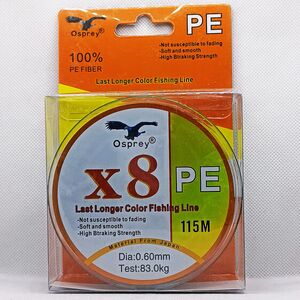 Osprey©
PE
100%
PE FIBER
-Not susceptible to fading
-Soft and smooth
-High Btraking Strength
Last Longer Color Fishing Line
Osprey©
x8
PE
Last Longer Color Fishing Line
-Not susceptible to fading
-Soft and smooth
-High Btraking Strength
115M
Material From Japan
Dia:0.60mm
Test:83.0kg